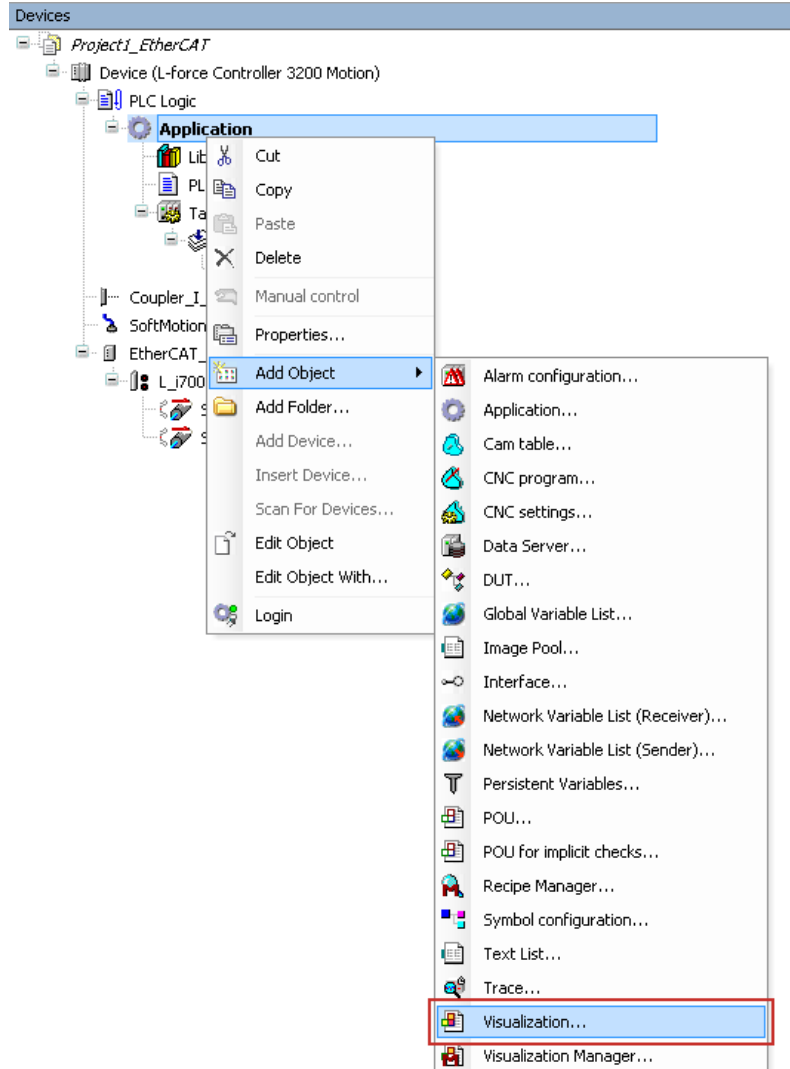 Devices
Project1_EtherCAT
Device (L-force Controller 3200 Motion)
PLC Logic
Application
Lib
PL
Ta
Coupler_I_
SoftMotion
EtherCAT_
L_i700
S
S
Cut
Copy
Paste
Delete
Manual control
Properties...
Add Object
Add Folder...
Add Device...
Insert Device...
Scan For Devices...
Edit Object
Edit Object With...
Login
Alarm configuration...
Application...
Cam table...
CNC program...
CNC settings...
Data Server...
DUT...
Global Variable List...
Image Pool...
Interface...
Network Variable List (Receiver)...
Network Variable List (Sender)...
Persistent Variables...
POU...
POU for implicit checks...
Recipe Manager...
Symbol configuration...
Text List...
Trace...
Visualization...
Visualization Manager...